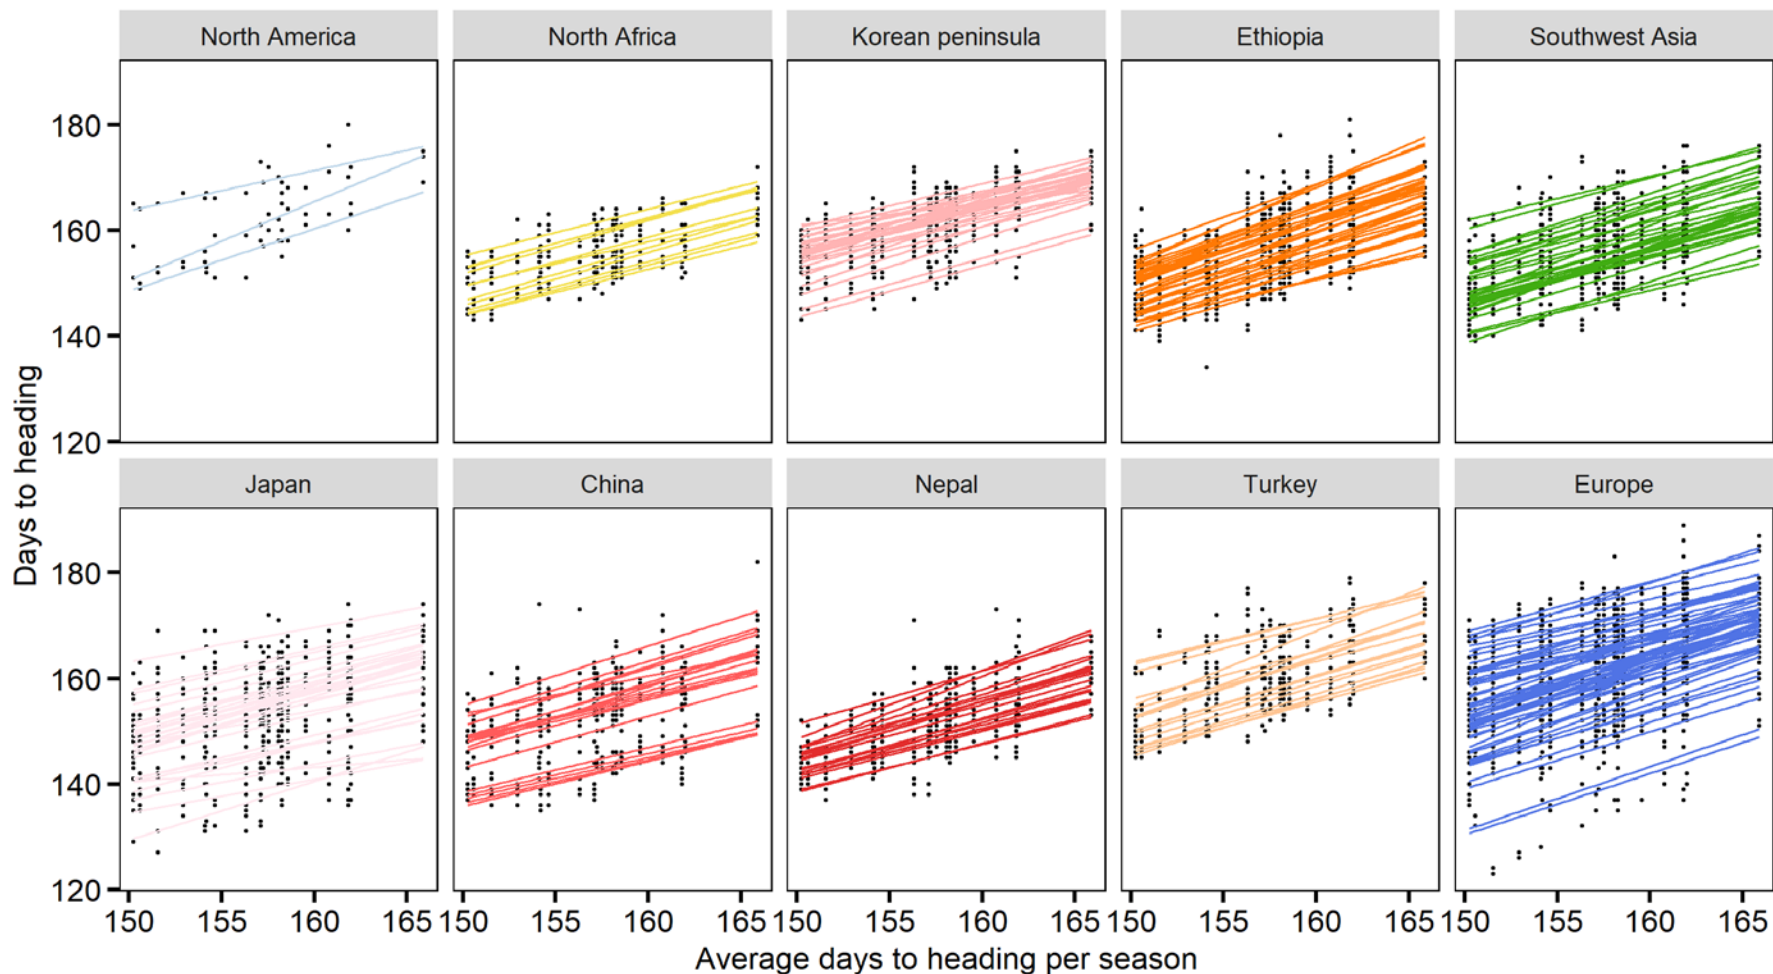 North America North Africa Korean peninsula Ethiopia Southwest Asia
180
160
140
120
Days to heading
Japan China Nepal Turkey Europe
180
160
140
120
150 155 160 165 150 155 160 165 150 155 160 165 150 155 160 165 150 155 160 165
Average days to heading per season